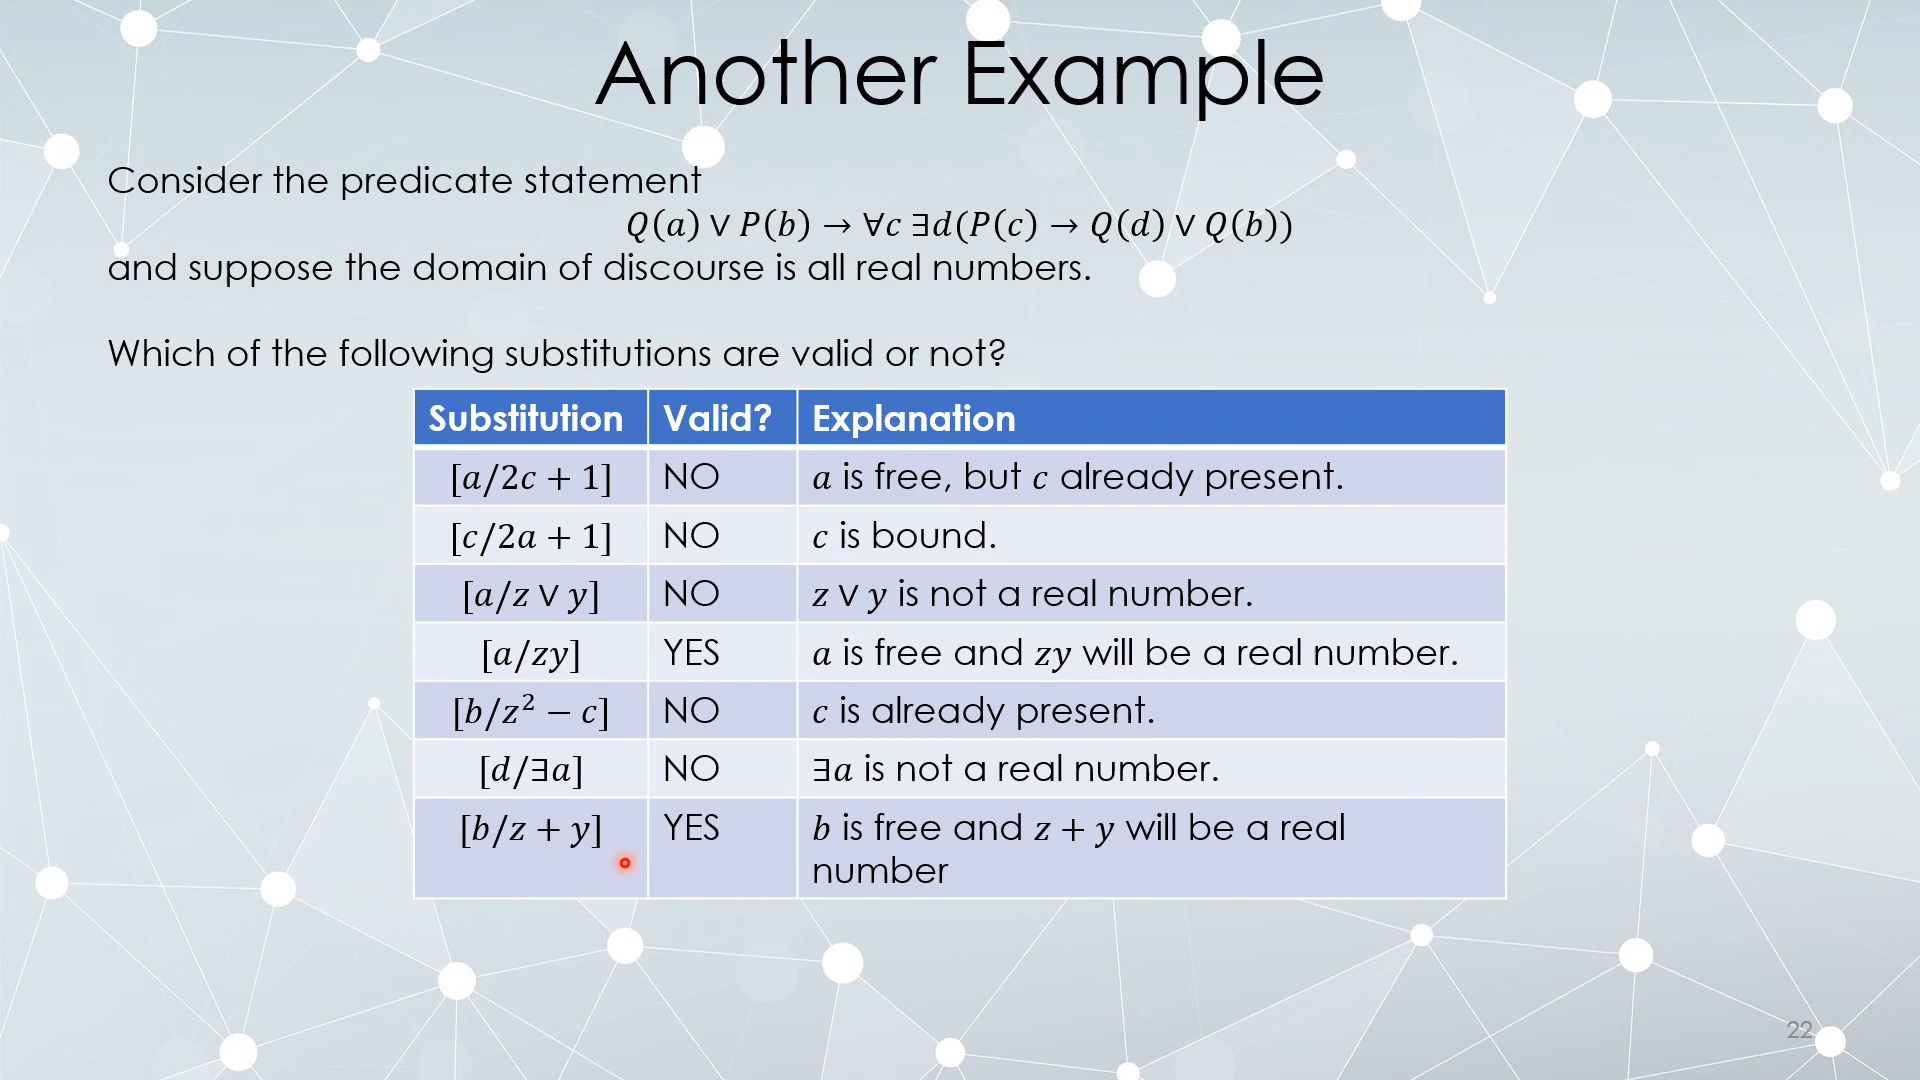 Another Example
Consider the predicate statement
Q(a) ∨ P(b) → ∀c ∃d(P(c) → Q(d) ∨ Q(b))
and suppose the domain of discourse is all real numbers.
Which of the following substitutions are valid or not?
Substitution Valid? Explanation
[a/2c + 1] NO a is free, but c already present.
[c/2a + 1] NO c is bound.
[a/z ∨ y] NO z ∨ y is not a real number.
[a/zy] YES a is free and zy will be a real number.
[b/z² − c] NO c is already present.
[d/∃a] NO ∃a is not a real number.
[b/z + y] YES b is free and z + y will be a real
number
22